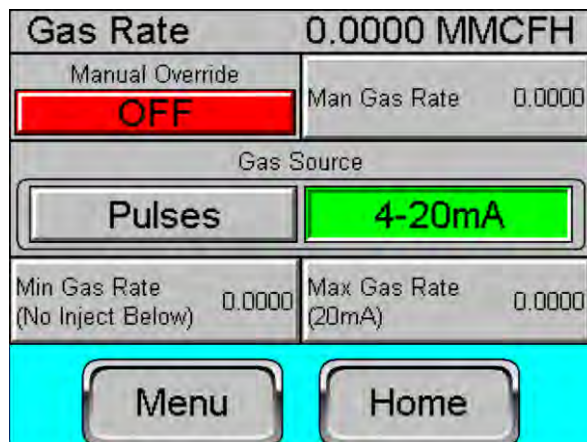 Gas Rate 0.0000 MMCFH
Manual Override
OFF
Man Gas Rate 0.0000
Gas Source
Pulses 4-20mA
Min Gas Rate
(No Inject Below) 0.0000
Max Gas Rate
(20mA) 0.0000
Menu Home